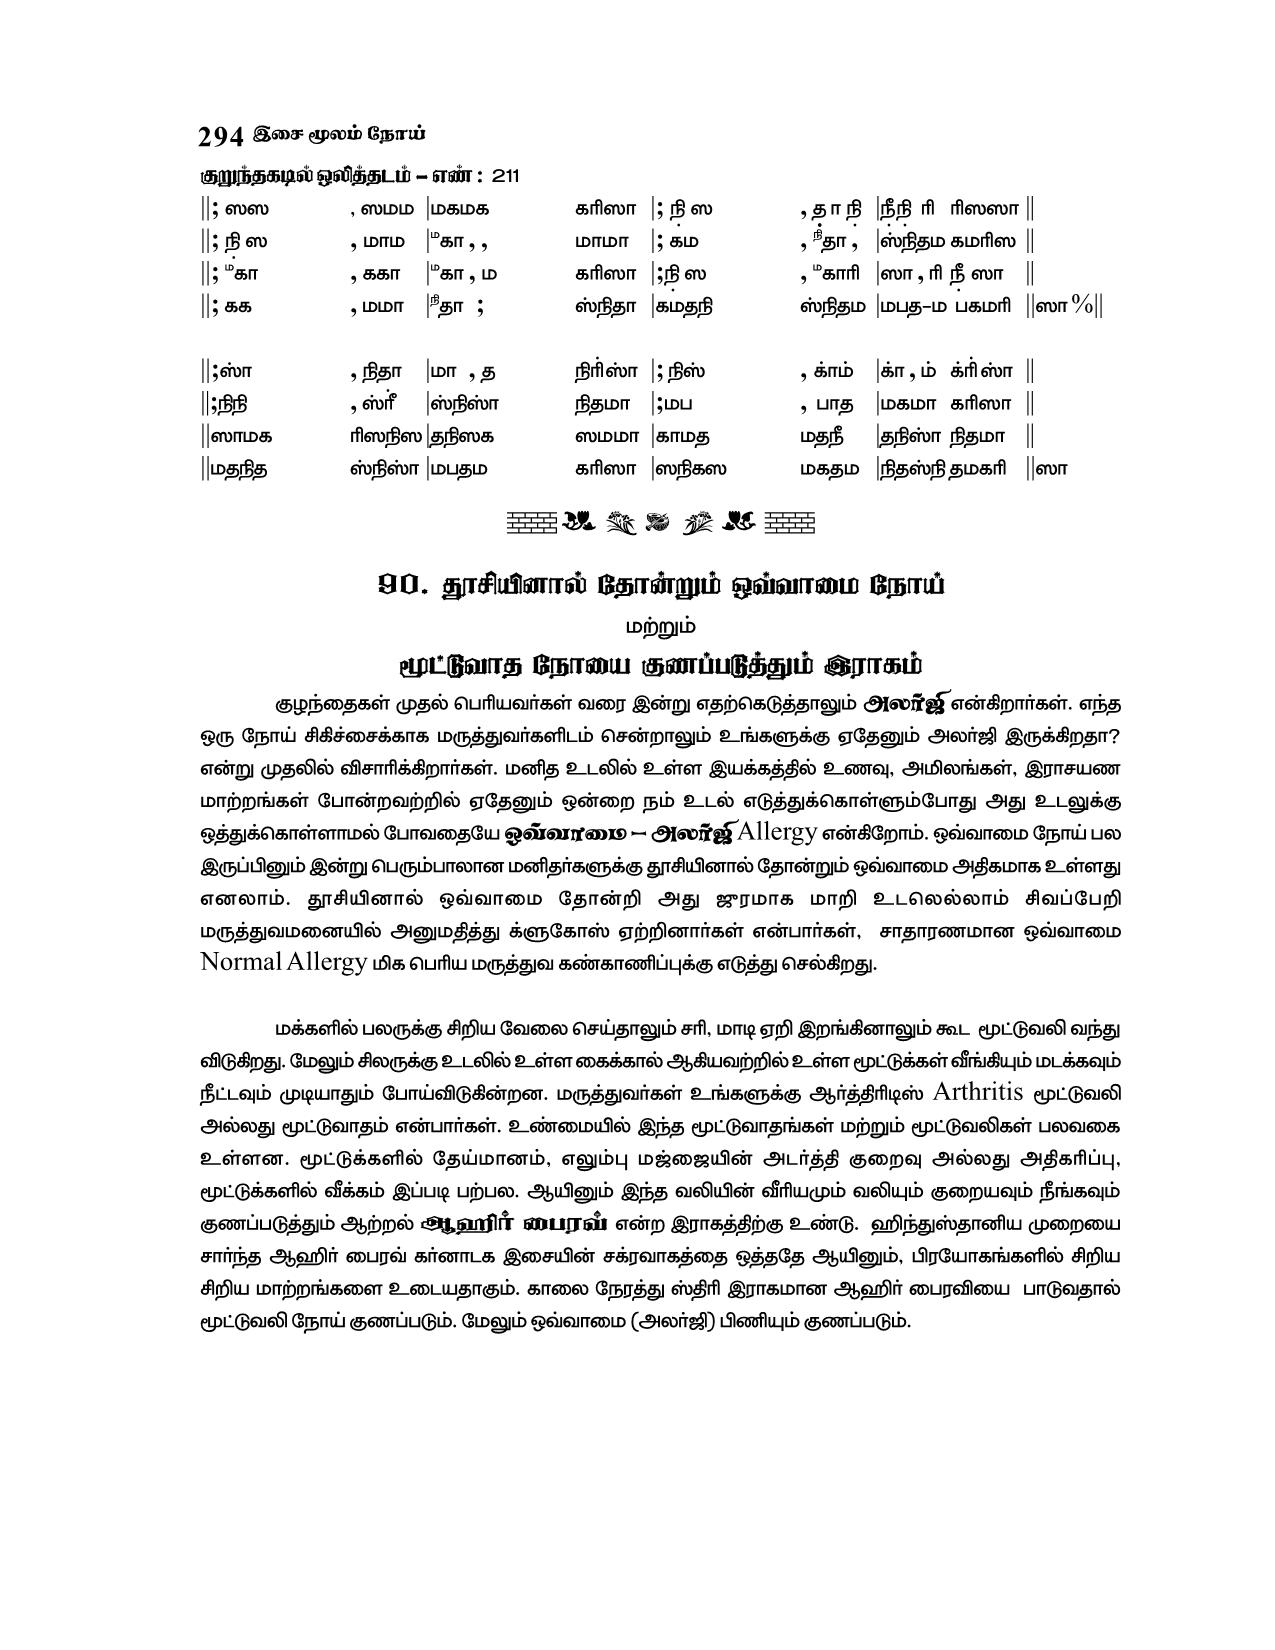 294 இசை மூலம் நோய்
குறுந்தகடில் ஒலித்தடம் – எண் : 211
||; ஸஸ , ஸமம |மகமக கரிஸா |; நி ஸ , தா நி |நீநி ரி ரிஸஸா ||
||; நி ஸ , மாம |ᵐகா , , மாமா |; கம , ⁿⁱதா , |ஸ்நிதம கமரிஸ ||
||; ᵐகா , ககா |ᵐகா , ம கரிஸா |;நி ஸ , ᵐகாரி |ஸா , ரி நீ ஸா ||
||; கக , மமா |ⁿⁱதா ; ஸ்நிதா |கம்தநி ஸ்நிதம |மபத-ம பகமரி ||ஸா %||
||;ஸ்ா , நிதா |மா , த நிர்ஸ்ா |; நிஸ் , க்ாம் |க்ா , ம் க்ர்ிஸ்ா ||
||;நிநி , ஸ்ரீ |ஸ்நிஸ்ா நிதமா |;மப , பாத |மகமா கரிஸா ||
||ஸாமக ரிஸநிஸ |தநிஸக ஸமமா |காமத மதநீ |தநிஸ்ா நிதமா ||
||மதநித ஸ்நிஸ்ா |மபதம கரிஸா |ஸநிகஸ மகதம |நிதஸ்நி தமகரி ||ஸா
90. தூசியினால் தோன்றும் ஒவ்வாமை நோய்
மற்றும்
மூட்டுவாத நோயை குணப்படுத்தும் இராகம்
குழந்தைகள் முதல் பெரியவர்கள் வரை இன்று எதற்கெடுத்தாலும் அலர்ஜி என்கிறார்கள். எந்த
ஒரு நோய் சிகிச்சைக்காக மருத்துவர்களிடம் சென்றாலும் உங்களுக்கு ஏதேனும் அலர்ஜி இருக்கிறதா?
என்று முதலில் விசாரிக்கிறார்கள். மனித உடலில் உள்ள இயக்கத்தில் உணவு, அமிலங்கள், இராசயண
மாற்றங்கள் போன்றவற்றில் ஏதேனும் ஒன்றை நம் உடல் எடுத்துக்கொள்ளும்போது அது உடலுக்கு
ஒத்துக்கொள்ளாமல் போவதையே ஒவ்வாமை – அலர்ஜி Allergy என்கிறோம். ஒவ்வாமை நோய் பல
இருப்பினும் இன்று பெரும்பாலான மனிதர்களுக்கு தூசியினால் தோன்றும் ஒவ்வாமை அதிகமாக உள்ளது
எனலாம். தூசியினால் ஒவ்வாமை தோன்றி அது ஜுரமாக மாறி உடலெல்லாம் சிவப்பேறி
மருத்துவமனையில் அனுமதித்து க்ளுகோஸ் ஏற்றினார்கள் என்பார்கள், சாதாரணமான ஒவ்வாமை
Normal Allergy மிக பெரிய மருத்துவ கண்காணிப்புக்கு எடுத்து செல்கிறது.
மக்களில் பலருக்கு சிறிய வேலை செய்தாலும் சரி, மாடி ஏறி இறங்கினாலும் கூட மூட்டுவலி வந்து
விடுகிறது. மேலும் சிலருக்கு உடலில் உள்ள கைக்கால் ஆகியவற்றில் உள்ள மூட்டுக்கள் வீங்கியும் மடக்கவும்
நீட்டவும் முடியாதும் போய்விடுகின்றன. மருத்துவர்கள் உங்களுக்கு ஆர்த்திரிடிஸ் Arthritis மூட்டுவலி
அல்லது மூட்டுவாதம் என்பார்கள். உண்மையில் இந்த மூட்டுவாதங்கள் மற்றும் மூட்டுவலிகள் பலவகை
உள்ளன. மூட்டுக்களில் தேய்மானம், எலும்பு மஜ்ஜையின் அடர்த்தி குறைவு அல்லது அதிகரிப்பு,
மூட்டுக்களில் வீக்கம் இப்படி பற்பல. ஆயினும் இந்த வலியின் வீரியமும் வலியும் குறையவும் நீங்கவும்
குணப்படுத்தும் ஆற்றல் ஆஹிர் பைரவ் என்ற இராகத்திற்கு உண்டு. ஹிந்துஸ்தானிய முறையை
சார்ந்த ஆஹிர் பைரவ் கர்னாடக இசையின் சக்ரவாகத்தை ஒத்ததே ஆயினும், பிரயோகங்களில் சிறிய
சிறிய மாற்றங்களை உடையதாகும். காலை நேரத்து ஸ்திரி இராகமான ஆஹிர் பைரவியை பாடுவதால்
மூட்டுவலி நோய் குணப்படும். மேலும் ஒவ்வாமை (அலர்ஜி) பிணியும் குணப்படும்.